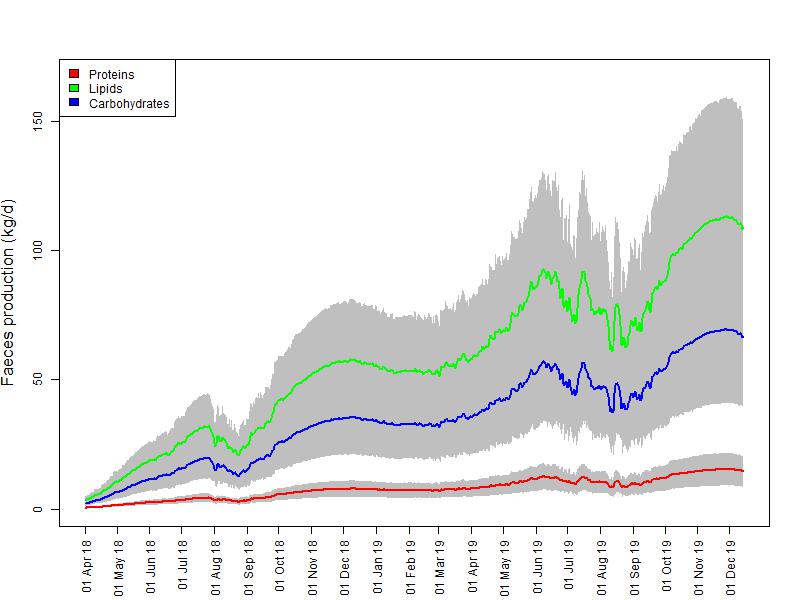 Proteins
Lipids
Carbohydrates
Faeces production (kg/d)
150
100
50
0
01 Apr 18
01 May 18
01 Jun 18
01 Jul 18
01 Aug 18
01 Sep 18
01 Oct 18
01 Nov 18
01 Dec 18
01 Jan 19
01 Feb 19
01 Mar 19
01 Apr 19
01 May 19
01 Jun 19
01 Jul 19
01 Aug 19
01 Sep 19
01 Oct 19
01 Nov 19
01 Dec 19